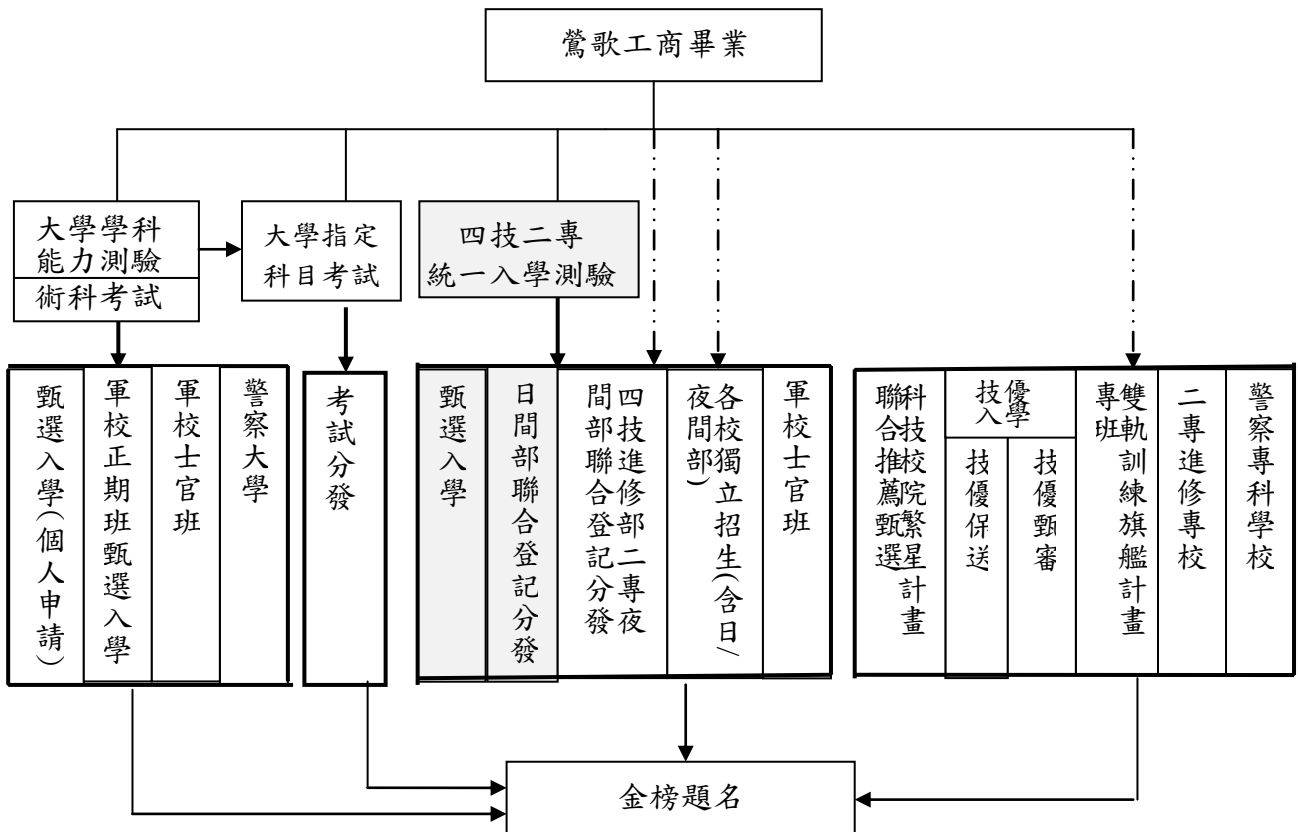 鶯歌工商畢業
大學學科
能力測驗
術科考試
大學指定
科目考試
四技二專
統一入學測驗
甄選入學(個人申請)
軍校正期班甄選入學
軍校士官班
警察大學
考試分發
甄選入學
日間部聯合登記分發
四技進修部二專夜
間部聯合登記分發
各校獨立招生(含日/
夜間部)
軍校士官班
科技校院繁星計畫
聯合推薦甄選
技優
入學
技優保送
技優甄審
雙軌訓練旗艦計畫
專班
二專進修專校
警察專科學校
金榜題名